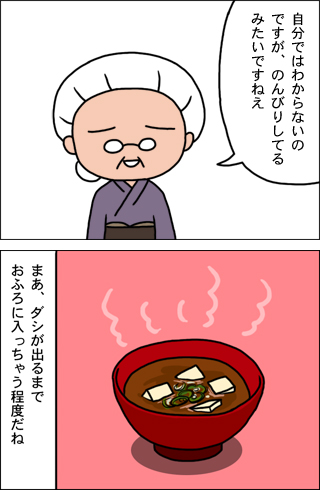 自分ではわからないの
ですが、のんびりしてる
みたいですねえ
まあ、ダシが出るまで
おふろに入っちゃう程度だね